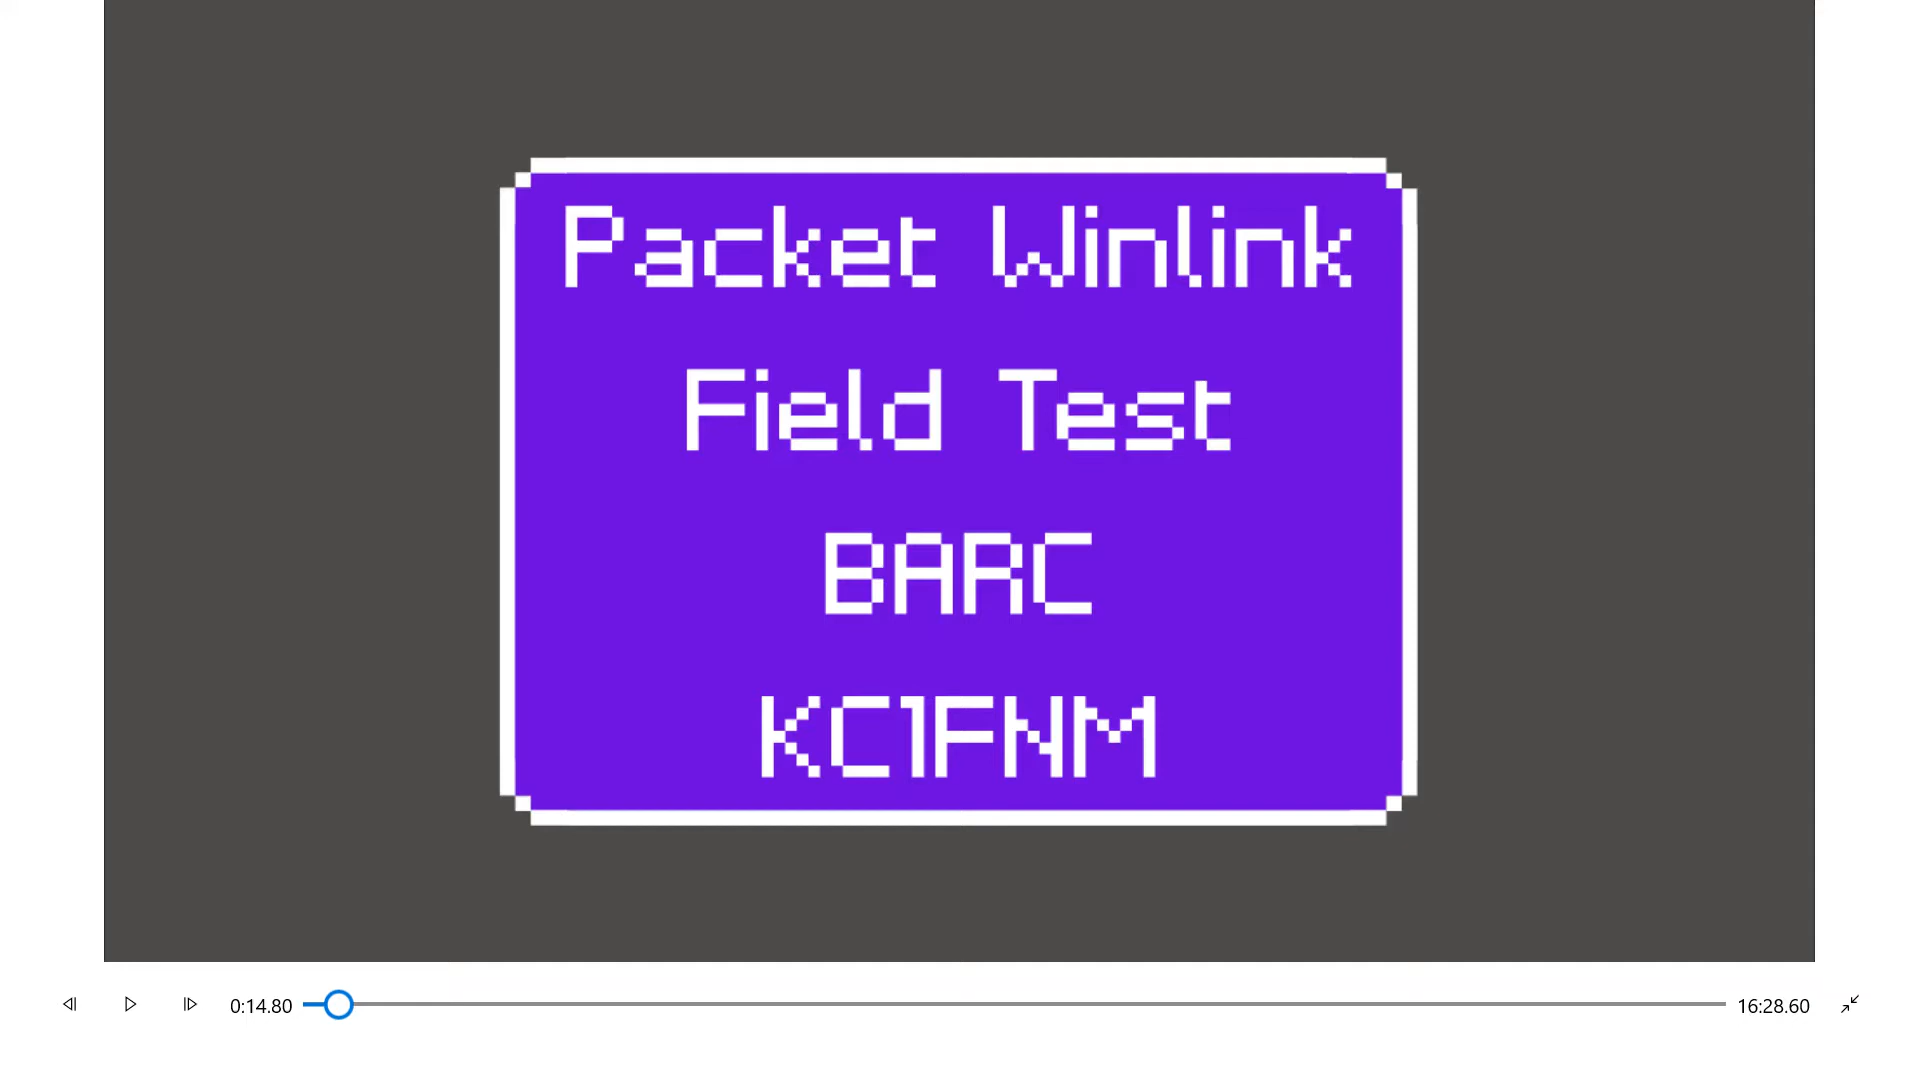 Packet Winlink
Field Test
BARC
KC1FNM
0:14.80
16:28.60